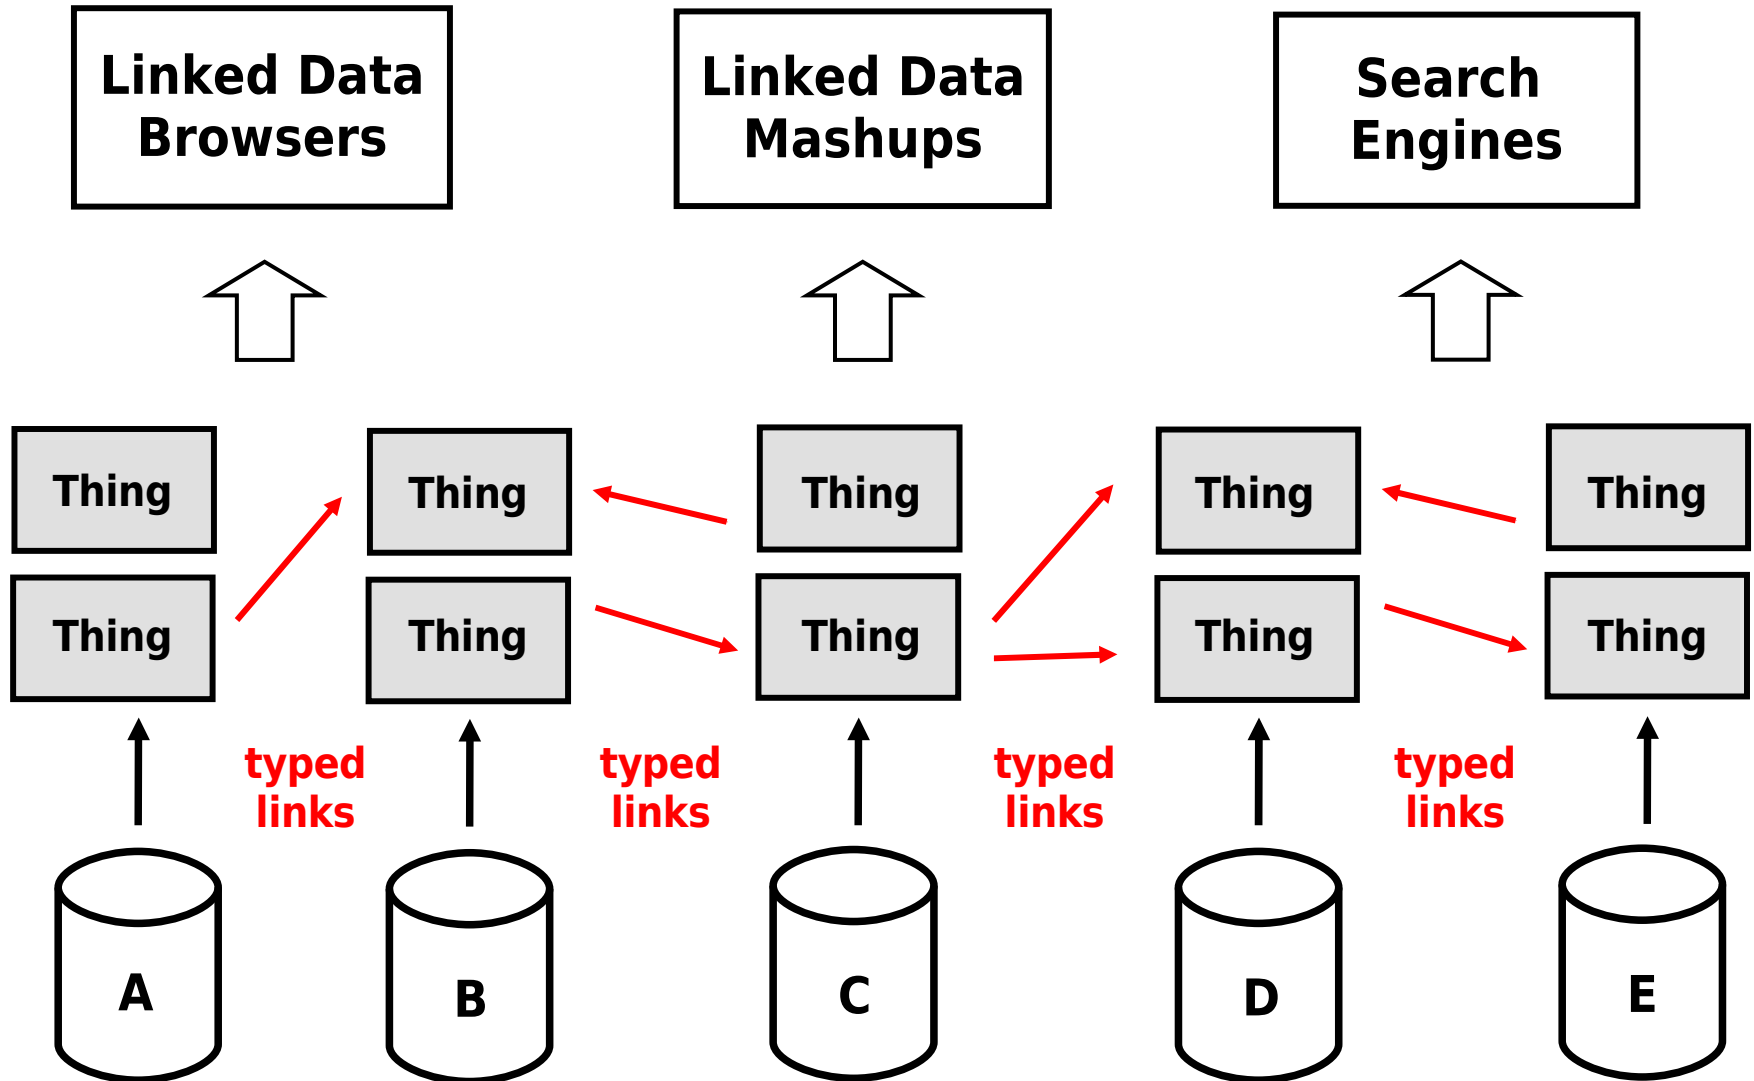 Linked Data
Browsers
Linked Data
Mashups
Search
Engines
Thing
Thing
Thing
Thing
Thing
Thing
Thing
Thing
Thing
Thing
typed
links
typed
links
typed
links
typed
links
A
B
C
D
E